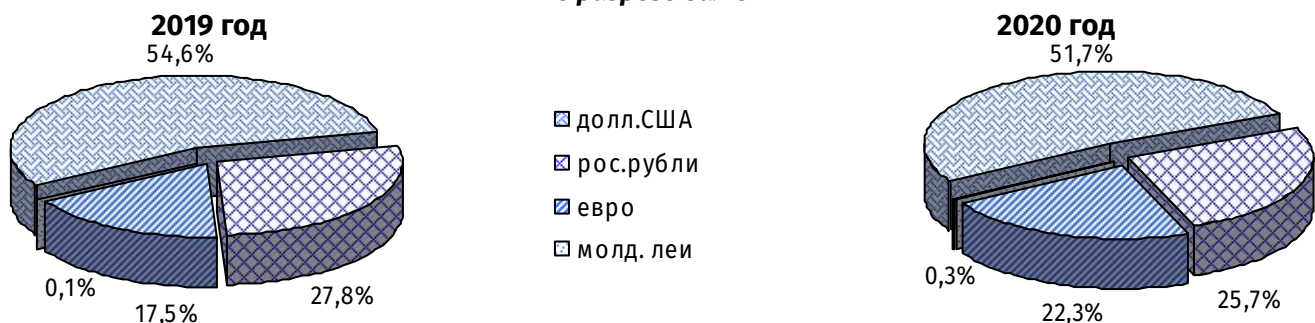 2019 год
54,6%
0,1%
17,5%
27,8%
долл.США
рос.рубли
евро
молд. леи
2020 год
51,7%
0,3%
22,3%
25,7%